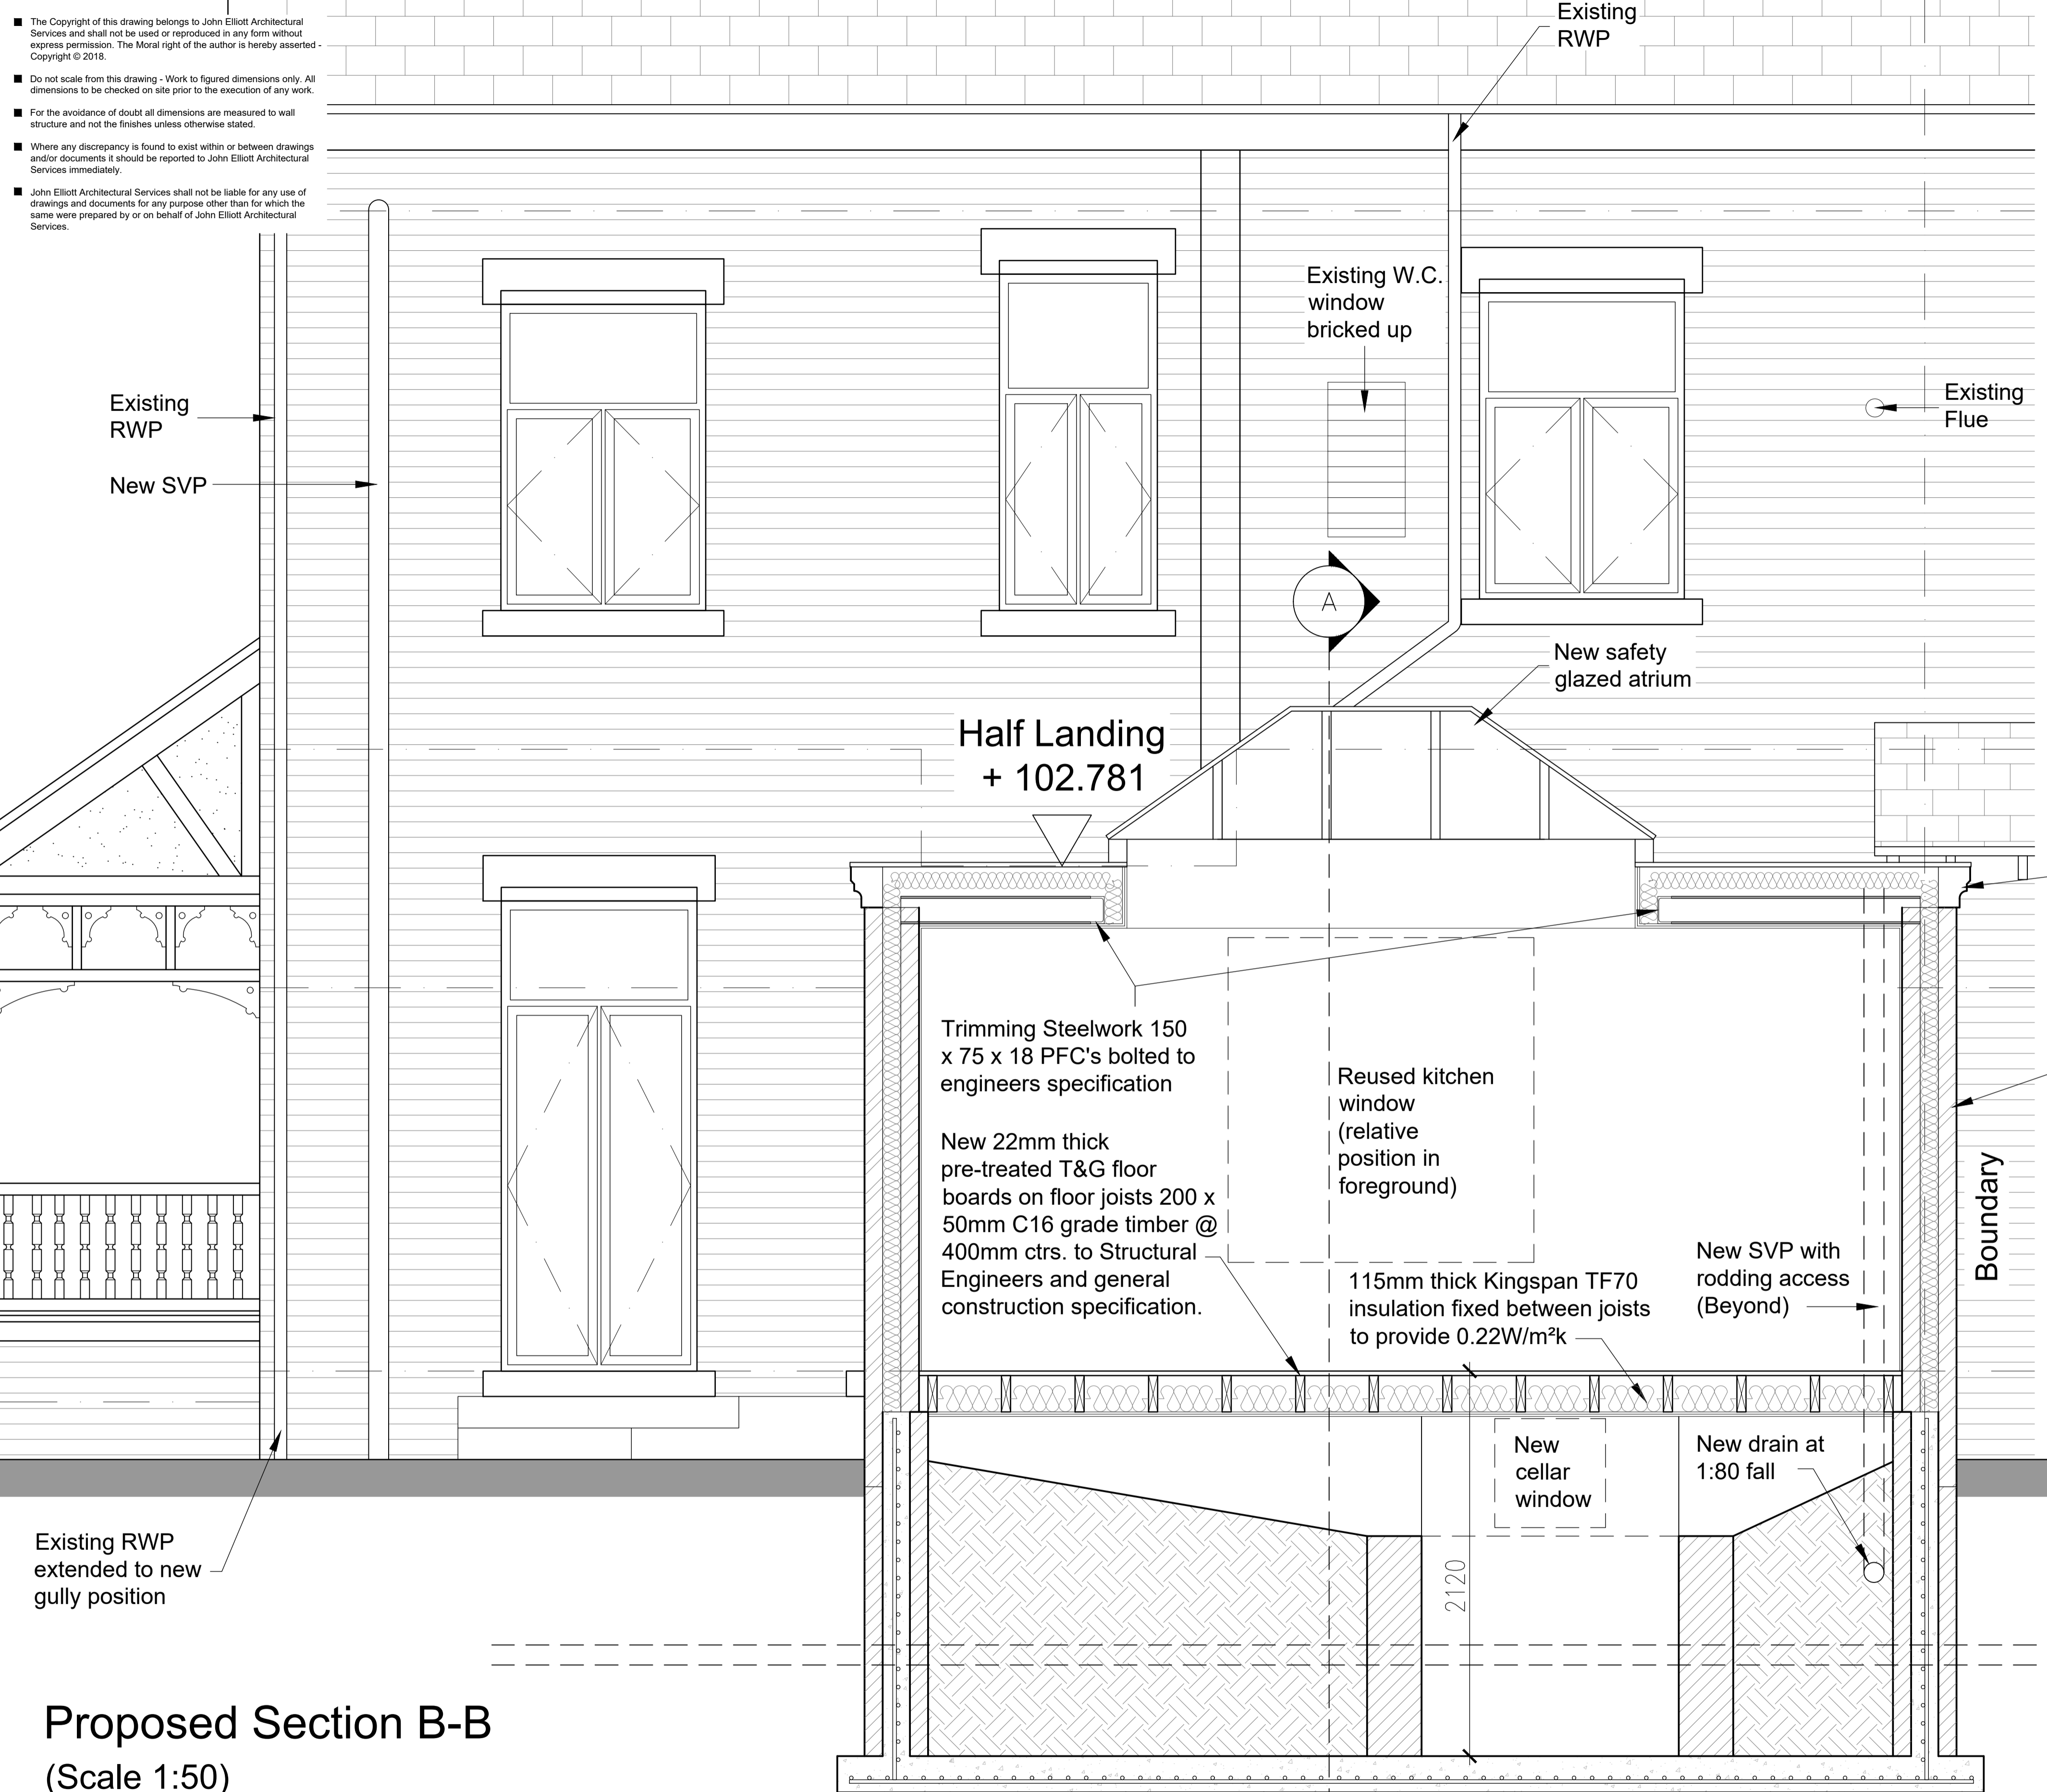 The Copyright of this drawing belongs to John Elliott Architectural
Services and shall not be used or reproduced in any form without
express permission. The Moral right of the author is hereby asserted -
Copyright © 2018.
Do not scale from this drawing - Work to figured dimensions only. All
dimensions to be checked on site prior to the execution of any work.
For the avoidance of doubt all dimensions are measured to wall
structure and not the finishes unless otherwise stated.
Where any discrepancy is found to exist within or between drawings
and/or documents it should be reported to John Elliott Architectural
Services immediately.
John Elliott Architectural Services shall not be liable for any use of
drawings and documents for any purpose other than for which the
same were prepared by or on behalf of John Elliott Architectural
Services.
Existing
RWP
Existing W.C.
window
bricked up
Existing
RWP
New SVP
Existing
Flue
A
New safety
glazed atrium
Half Landing
+ 102.781
Trimming Steelwork 150
x 75 x 18 PFC's bolted to
engineers specification
New 22mm thick
pre-treated T&G floor
boards on floor joists 200 x
50mm C16 grade timber @
400mm ctrs. to Structural
Engineers and general
construction specification.
Reused kitchen
window
(relative
position in
foreground)
115mm thick Kingspan TF70
insulation fixed between joists
to provide 0.22W/m²k
New SVP with
rodding access
(Beyond)
Boundary
New
cellar
window
New drain at
1:80 fall
2120
Existing RWP
extended to new
gully position
Proposed Section B-B
(Scale 1:50)